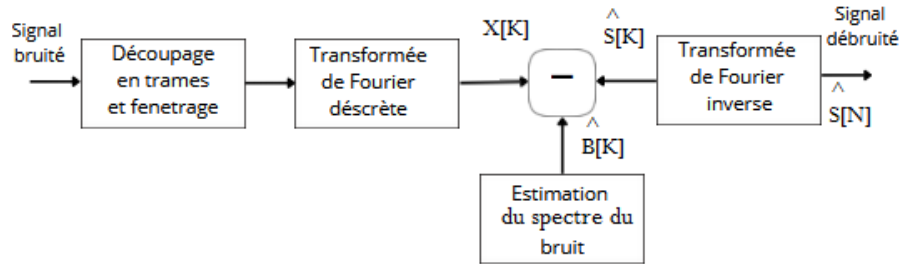 Signal
bruité
Découpage
en trames
et fenetrage
Transformée
de Fourier
déscrète
X[K]
^
S[K]
−
^
B[K]
Estimation
du spectre du
bruit
Transformée
de Fourier
inverse
Signal
débruité
^
S[N]